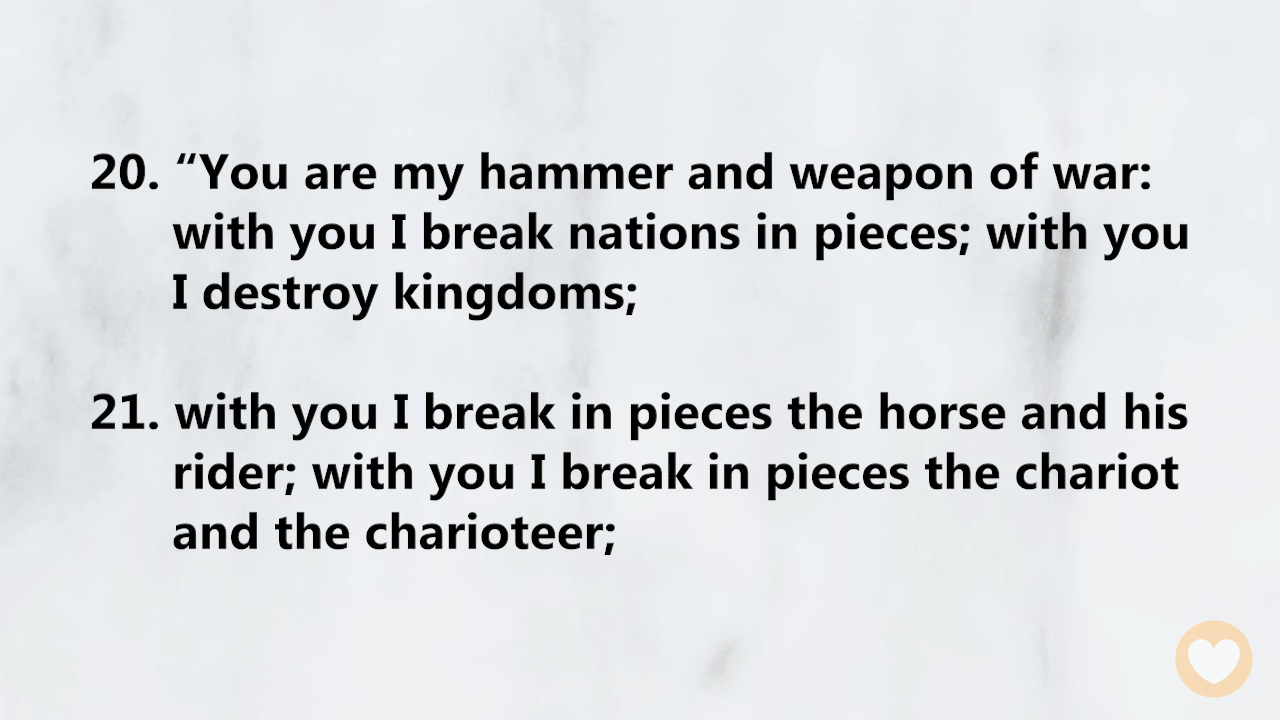 20. “You are my hammer and weapon of war:
with you I break nations in pieces; with you
I destroy kingdoms;
21. with you I break in pieces the horse and his
rider; with you I break in pieces the chariot
and the charioteer;